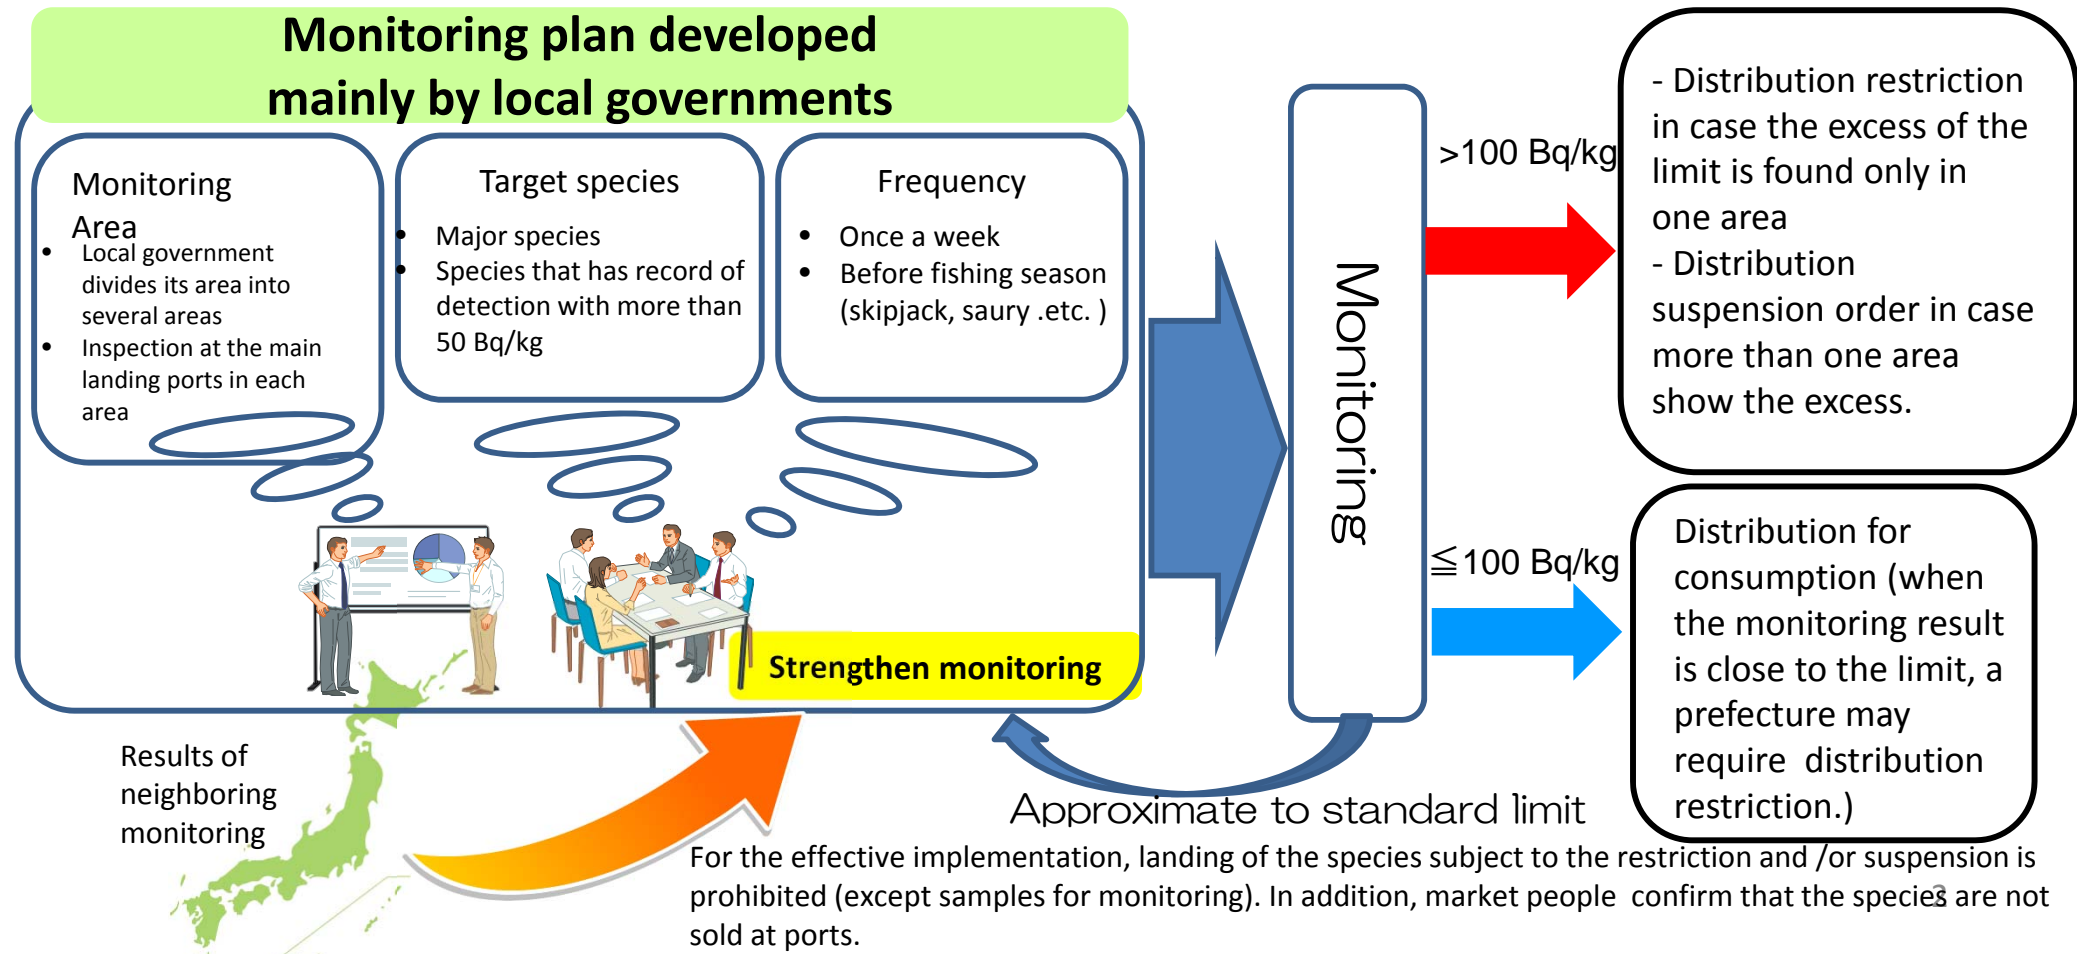 Monitoring plan developed
mainly by local governments
Monitoring
Area
• Local government
divides its area into
several areas
• Inspection at the main
landing ports in each
area
Target species
• Major species
• Species that has record of
detection with more than
50 Bq/kg
Frequency
• Once a week
• Before fishing season
(skipjack, saury .etc. )
Strengthen monitoring
Results of
neighboring
monitoring
Monitoring
Approximate to standard limit
>100 Bq/kg
- Distribution restriction
in case the excess of the
limit is found only in
one area
- Distribution
suspension order in case
more than one area
show the excess.
≦100 Bq/kg
Distribution for
consumption (when
the monitoring result
is close to the limit, a
prefecture may
require distribution
restriction.)
For the effective implementation, landing of the species subject to the restriction and /or suspension is
prohibited (except samples for monitoring). In addition, market people confirm that the species are not
sold at ports.
2